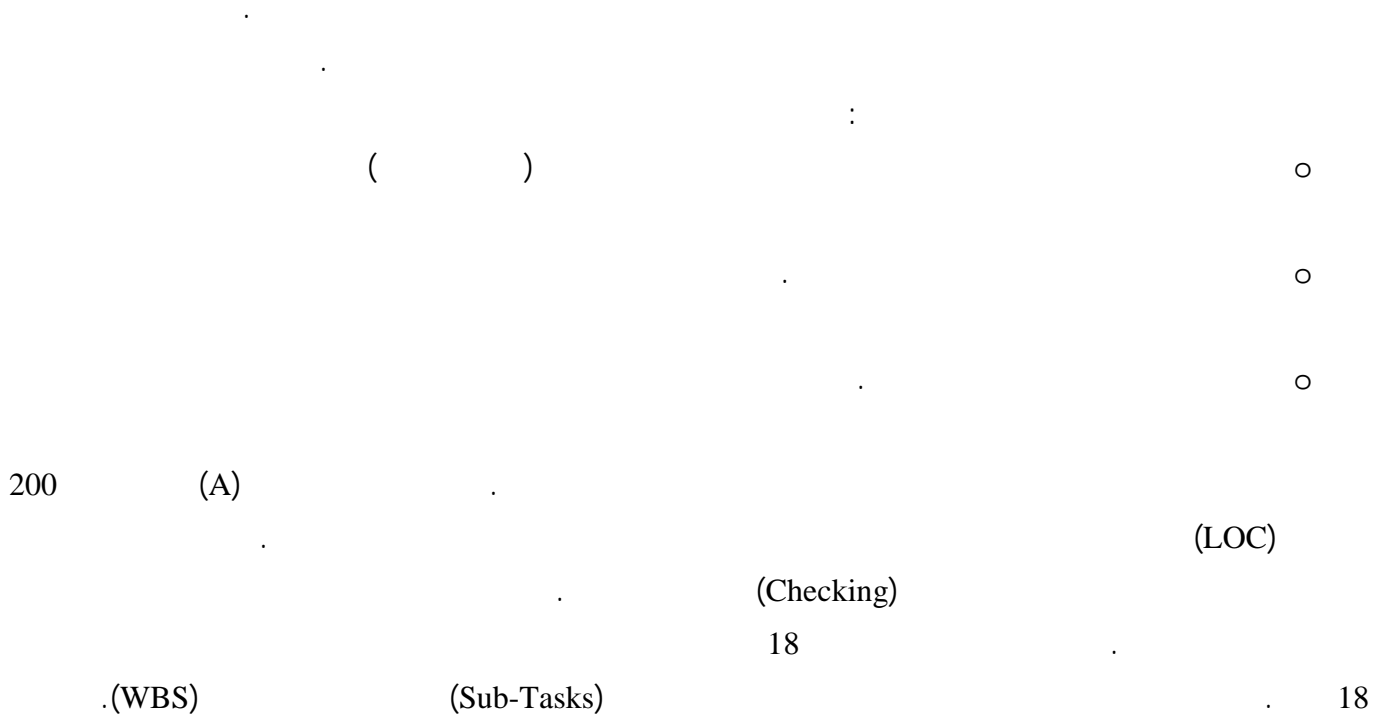 .
.
:
○ ( )
○ .
○ .
. (A) 200
(LOC) .
(Checking) .
. 18
18 . (Sub-Tasks) (WBS).